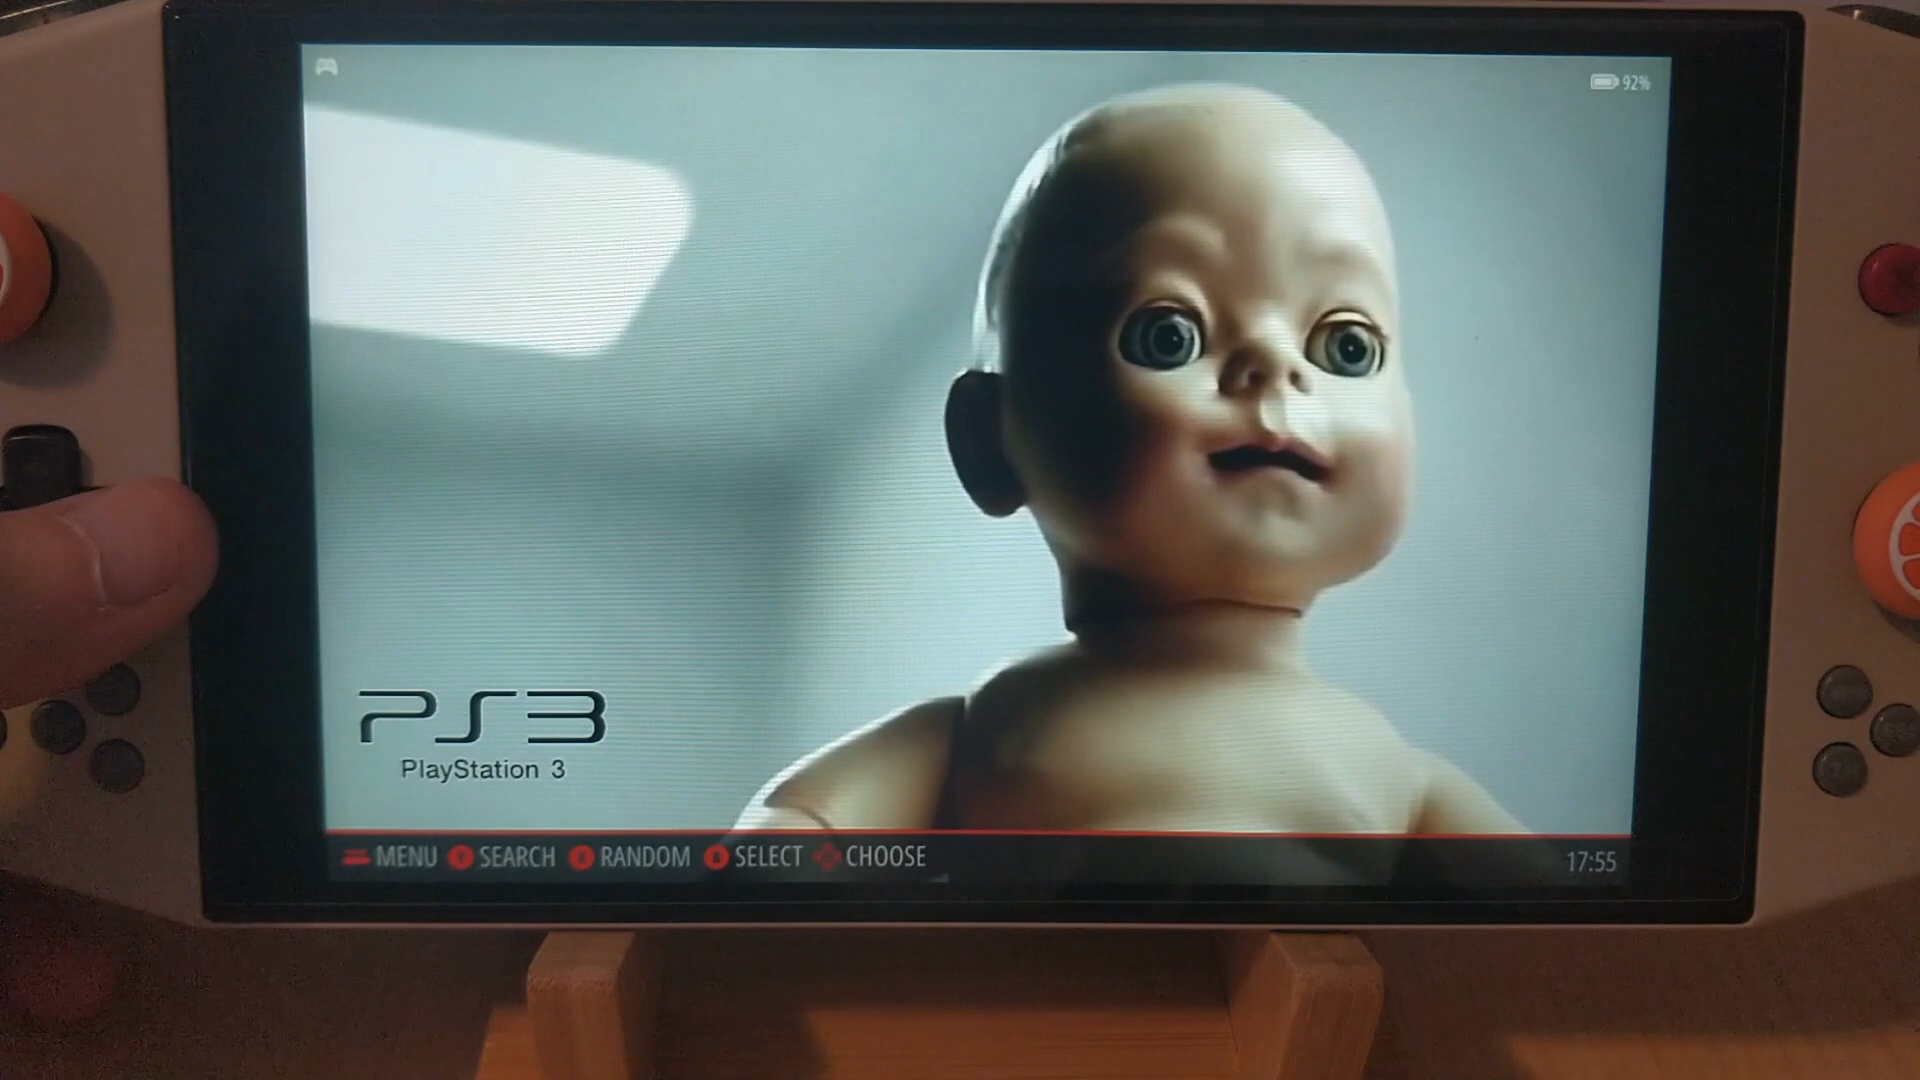 92%
PS3
PlayStation 3
MENU Y SEARCH X RANDOM B SELECT CHOOSE
17:55